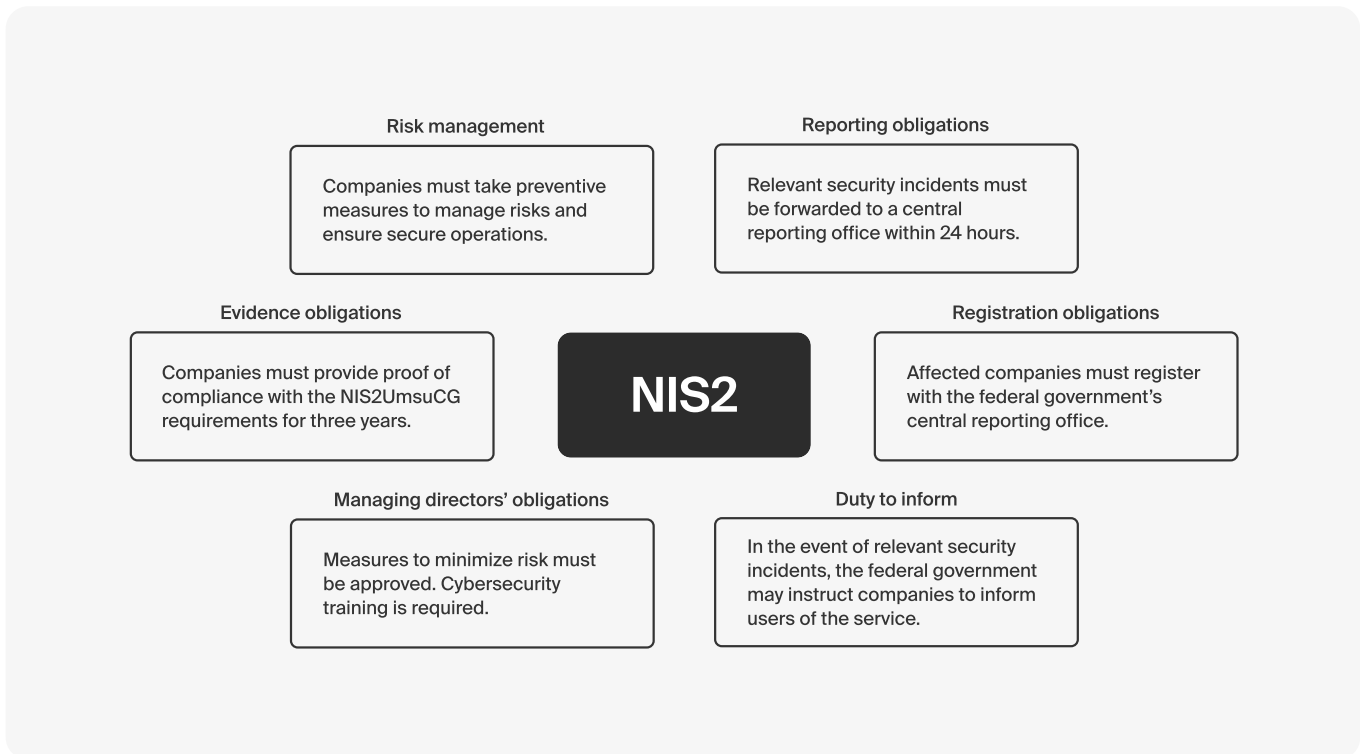 Risk management
Companies must take preventive
measures to manage risks and
ensure secure operations.
Reporting obligations
Relevant security incidents must
be forwarded to a central
reporting office within 24 hours.
Evidence obligations
Companies must provide proof of
compliance with the NIS2UmsuCG
requirements for three years.
NIS2
Registration obligations
Affected companies must register
with the federal government’s
central reporting office.
Managing directors’ obligations
Measures to minimize risk must
be approved. Cybersecurity
training is required.
Duty to inform
In the event of relevant security
incidents, the federal government
may instruct companies to inform
users of the service.